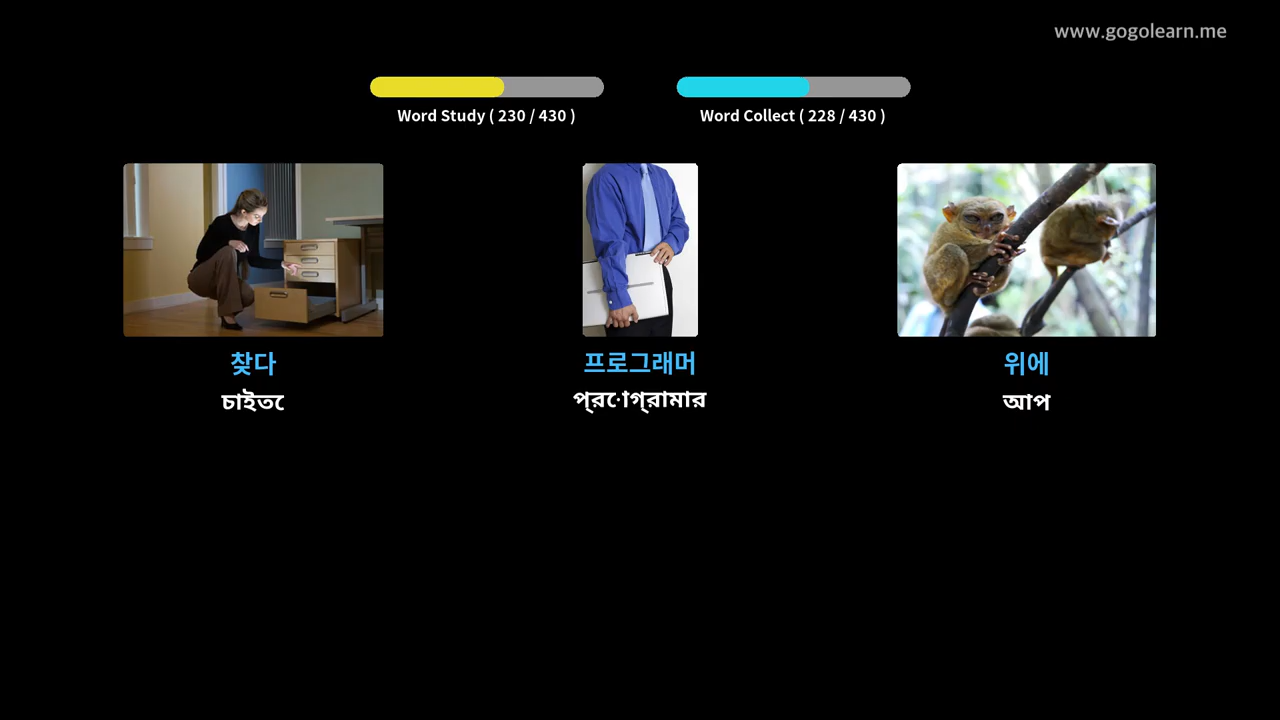 www.gogolearn.me
Word Study ( 230 / 430 )
Word Collect ( 228 / 430 )
찾다
프로그래머
위에
চাইতে
প্রোগ্রামার
আপ